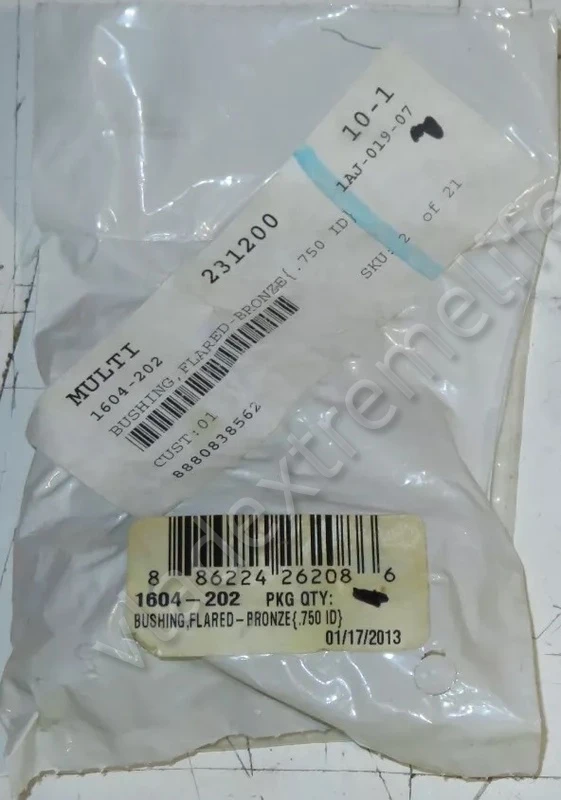 MULTI 231200 10-1
1604-202 1AJ-019-07
BUSHING,FLARED-BRONZE{.750 ID}
CUST:01 SKU: 2 of 21
8880838562
8 86224 26208 6
1604-202 PKG QTY:
BUSHING,FLARED-BRONZE{.750 ID}
01/17/2013